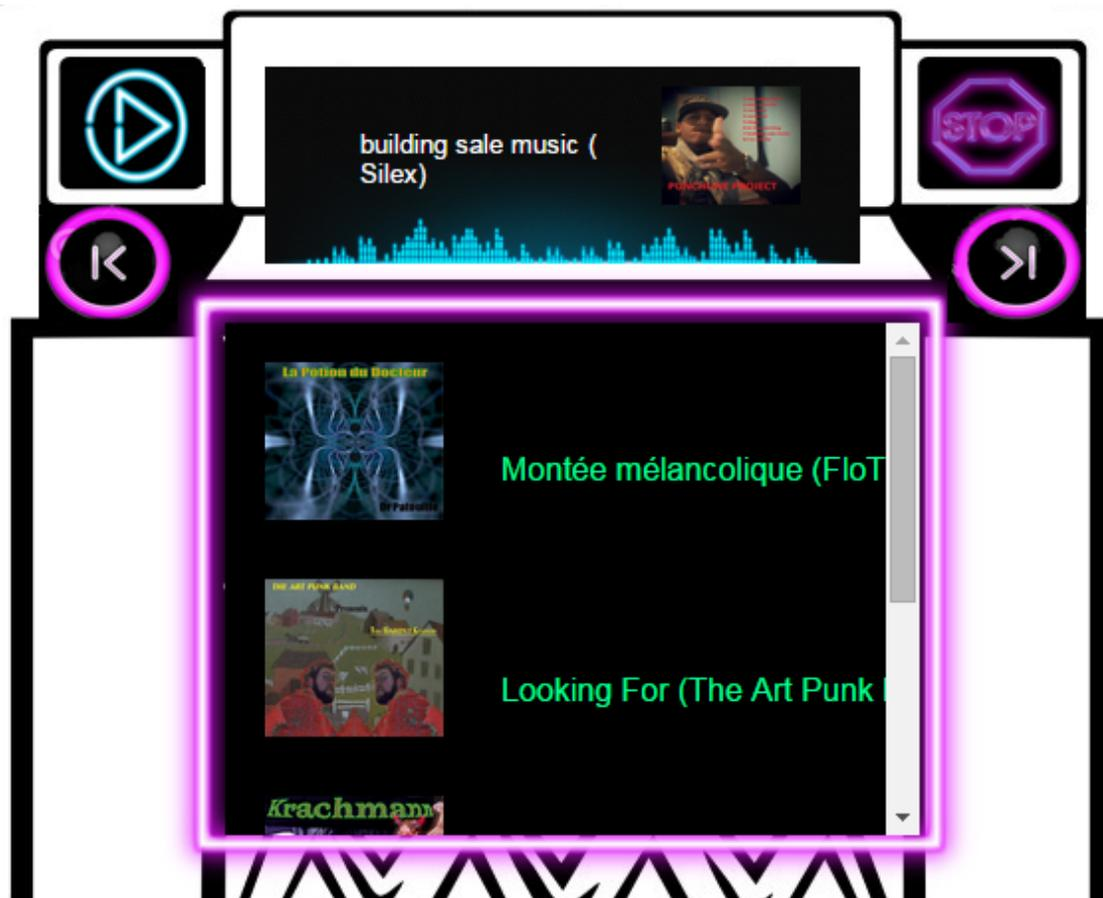 building sale music (
Silex)
STOP
PUNCHLINE PROJECT
La Potion du Docteur
Montée mélancolique (FloT
THE ART PUNK BAND
Presents
Looking For (The Art Punk
Krachmann